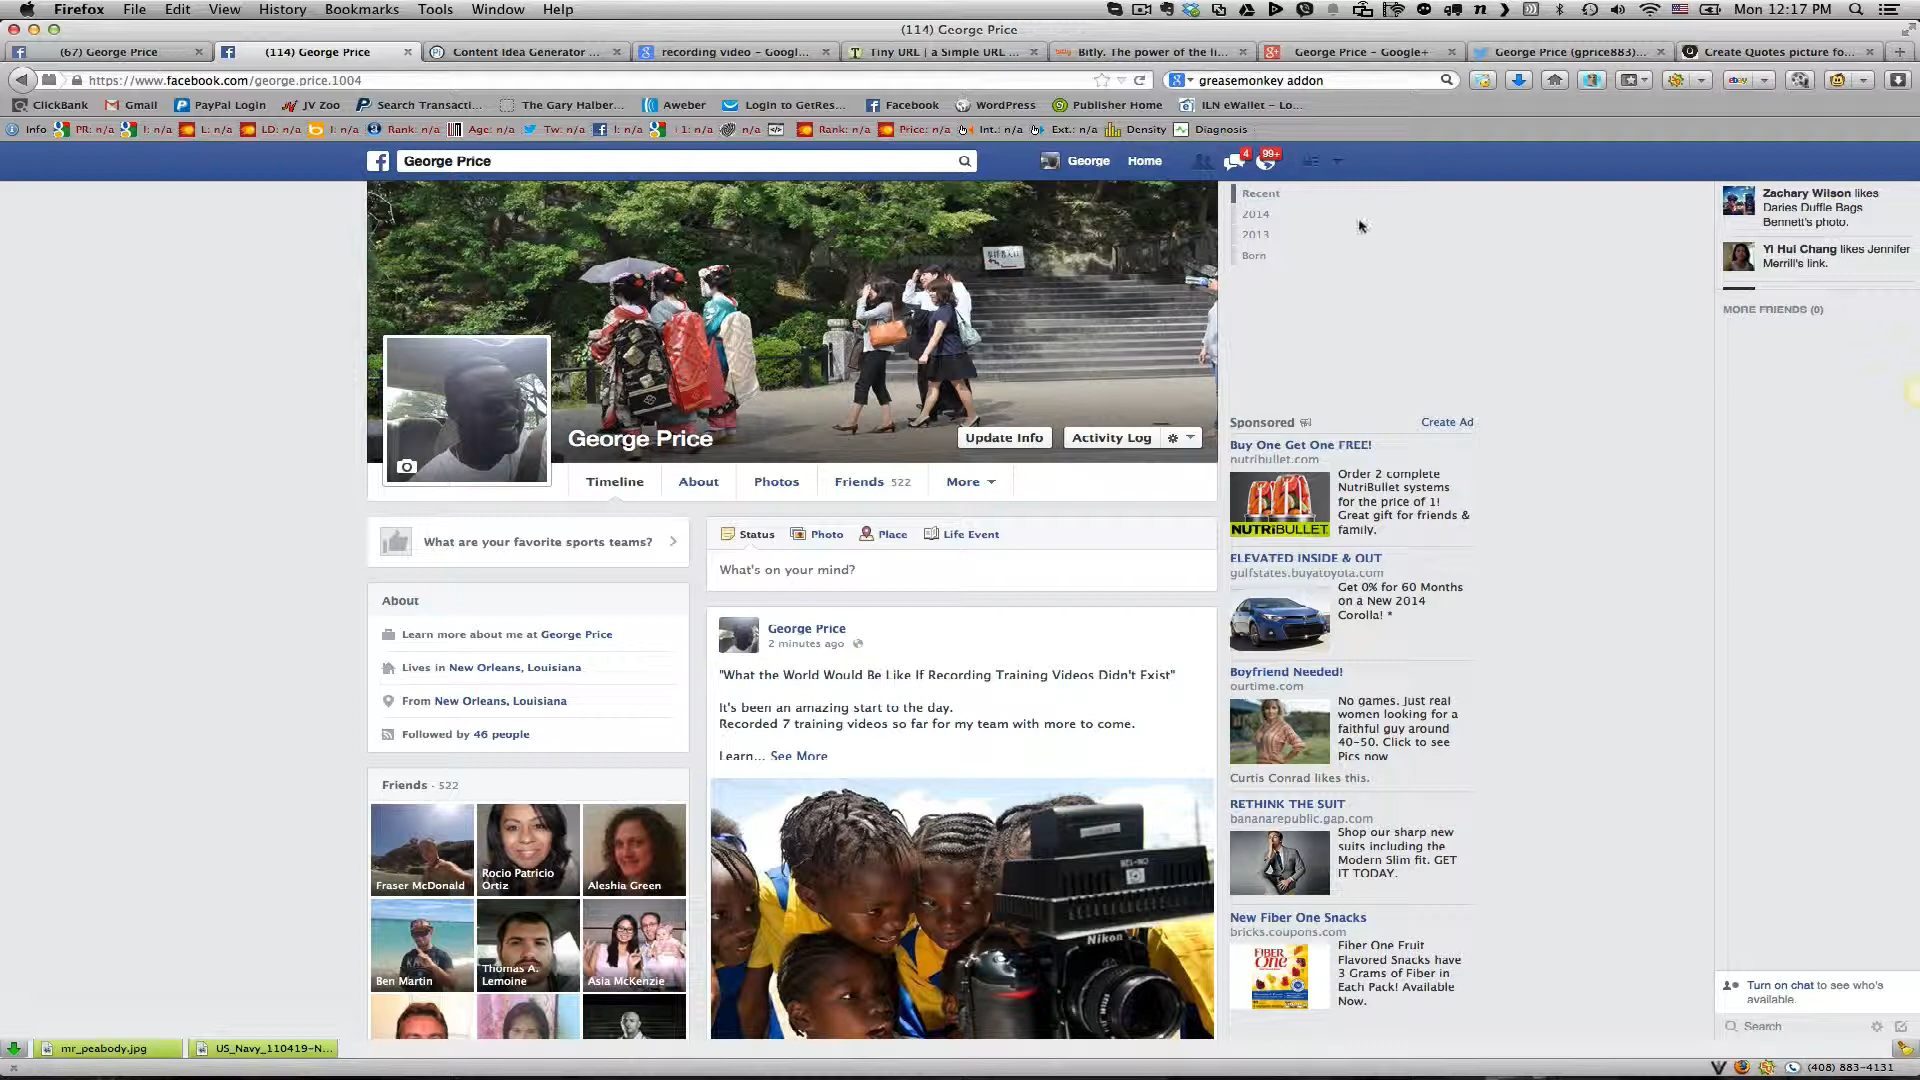 Firefox File Edit View History Bookmarks Tools Window Help Mon 12:17 PM
(114) George Price
(67) George Price × (114) George Price × Content Idea Generator ... × recording video – Googl... × Tiny URL | a Simple URL ... × Bitly. The power of the li... × George Price – Google+ × George Price (gprice883)... × Create Quotes picture fo... × +
https://www.facebook.com/george.price.1004 greasemonkey addon
ClickBank Gmail PayPal Login JV Zoo Search Transacti... The Gary Halber... Aweber Login to GetRes... Facebook WordPress Publisher Home ILN eWallet – Lo...
Info PR: n/a I: n/a L: n/a LD: n/a I: n/a Rank: n/a Age: n/a Tw: n/a l: n/a +1: n/a n/a Rank: n/a Price: n/a Int.: n/a Ext.: n/a Density Diagnosis
George Price George Home 4 99+
Recent
2014
2013
Born
George Price
Update Info Activity Log
Timeline About Photos Friends 522 More
What are your favorite sports teams?
About
Learn more about me at George Price
Lives in New Orleans, Louisiana
From New Orleans, Louisiana
Followed by 46 people
Friends · 522
Fraser McDonald
Rocio Patricio
Ortiz
Aleshia Green
Ben Martin
Thomas A.
Lemoine
Asia McKenzie
Status Photo Place Life Event
What's on your mind?
George Price
2 minutes ago
"What the World Would Be Like If Recording Training Videos Didn't Exist"
It's been an amazing start to the day.
Recorded 7 training videos so far for my team with more to come.
Learn... See More
Nikon
Sponsored Create Ad
Buy One Get One FREE!
nutribullet.com
NUTRIBULLET
Order 2 complete
NutriBullet systems
for the price of 1!
Great gift for friends &
family.
ELEVATED INSIDE & OUT
gulfstates.buyatoyota.com
Get 0% for 60 Months
on a New 2014
Corolla! *
Boyfriend Needed!
ourtime.com
No games. Just real
women looking for a
faithful guy around
40-50. Click to see
Pics now
Curtis Conrad likes this.
RETHINK THE SUIT
bananarepublic.gap.com
Shop our sharp new
suits including the
Modern Slim fit. GET
IT TODAY.
New Fiber One Snacks
bricks.coupons.com
Fiber One
Fiber One Fruit
Flavored Snacks have
3 Grams of Fiber in
Each Pack! Available
Now.
Zachary Wilson likes
Daries Duffle Bags
Bennett's photo.
Yi Hui Chang likes Jennifer
Merrill's link.
MORE FRIENDS (0)
Turn on chat to see who's
available.
Search
mr_peabody.jpg US_Navy_110419-N...
(408) 883-4131